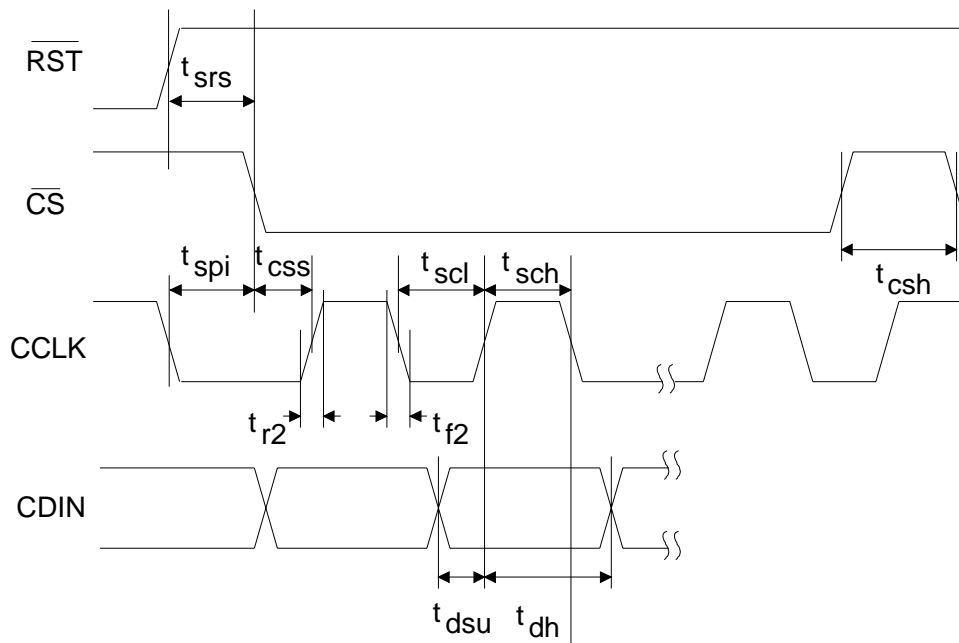 RST
t srs
CS
t spi
t css
t scl
t sch
t csh
CCLK
t r2
t f2
CDIN
t dsu
t dh